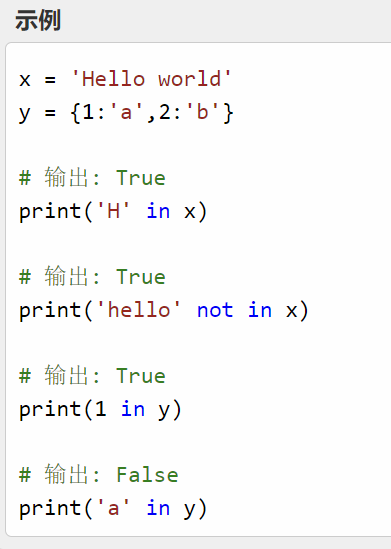 示例
x = 'Hello world'
y = {1:'a',2:'b'}
# 输出: True
print('H' in x)
# 输出: True
print('hello' not in x)
# 输出: True
print(1 in y)
# 输出: False
print('a' in y)